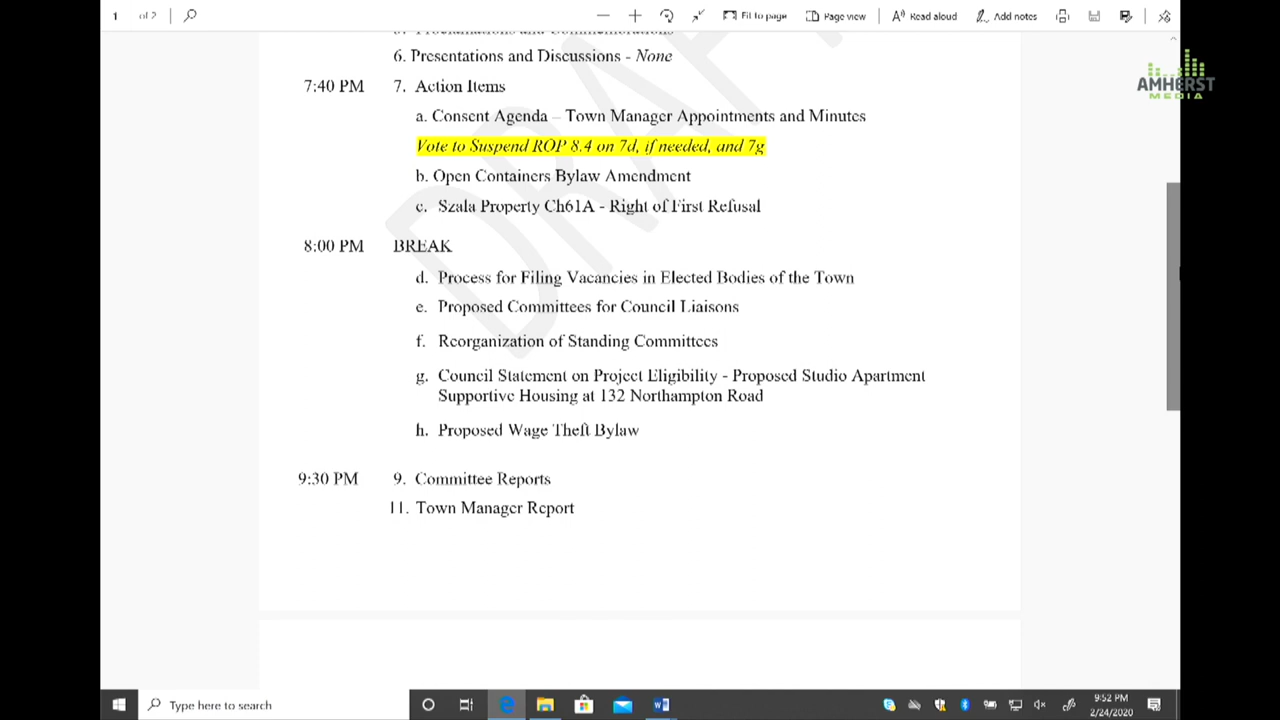 1 of 2 Fit to page Page view Read aloud Add notes
AMHERST
MEDIA
5. Proclamations and Commemorations
6. Presentations and Discussions - None
7:40 PM 7. Action Items
a. Consent Agenda – Town Manager Appointments and Minutes
Vote to Suspend ROP 8.4 on 7d, if needed, and 7g
b. Open Containers Bylaw Amendment
c. Szala Property Ch61A - Right of First Refusal
8:00 PM BREAK
d. Process for Filing Vacancies in Elected Bodies of the Town
e. Proposed Committees for Council Liaisons
f. Reorganization of Standing Committees
g. Council Statement on Project Eligibility - Proposed Studio Apartment
Supportive Housing at 132 Northampton Road
h. Proposed Wage Theft Bylaw
9:30 PM 9. Committee Reports
11. Town Manager Report
DRAFT
Type here to search
9:52 PM
2/24/2020